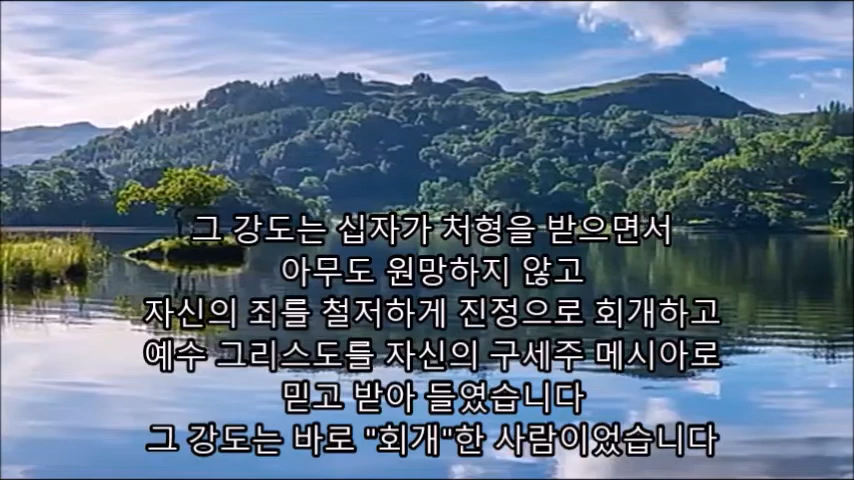 그 강도는 십자가 처형을 받으면서
아무도 원망하지 않고
자신의 죄를 철저하게 진정으로 회개하고
예수 그리스도를 자신의 구세주 메시아로
믿고 받아 들였습니다
그 강도는 바로 "회개"한 사람이었습니다